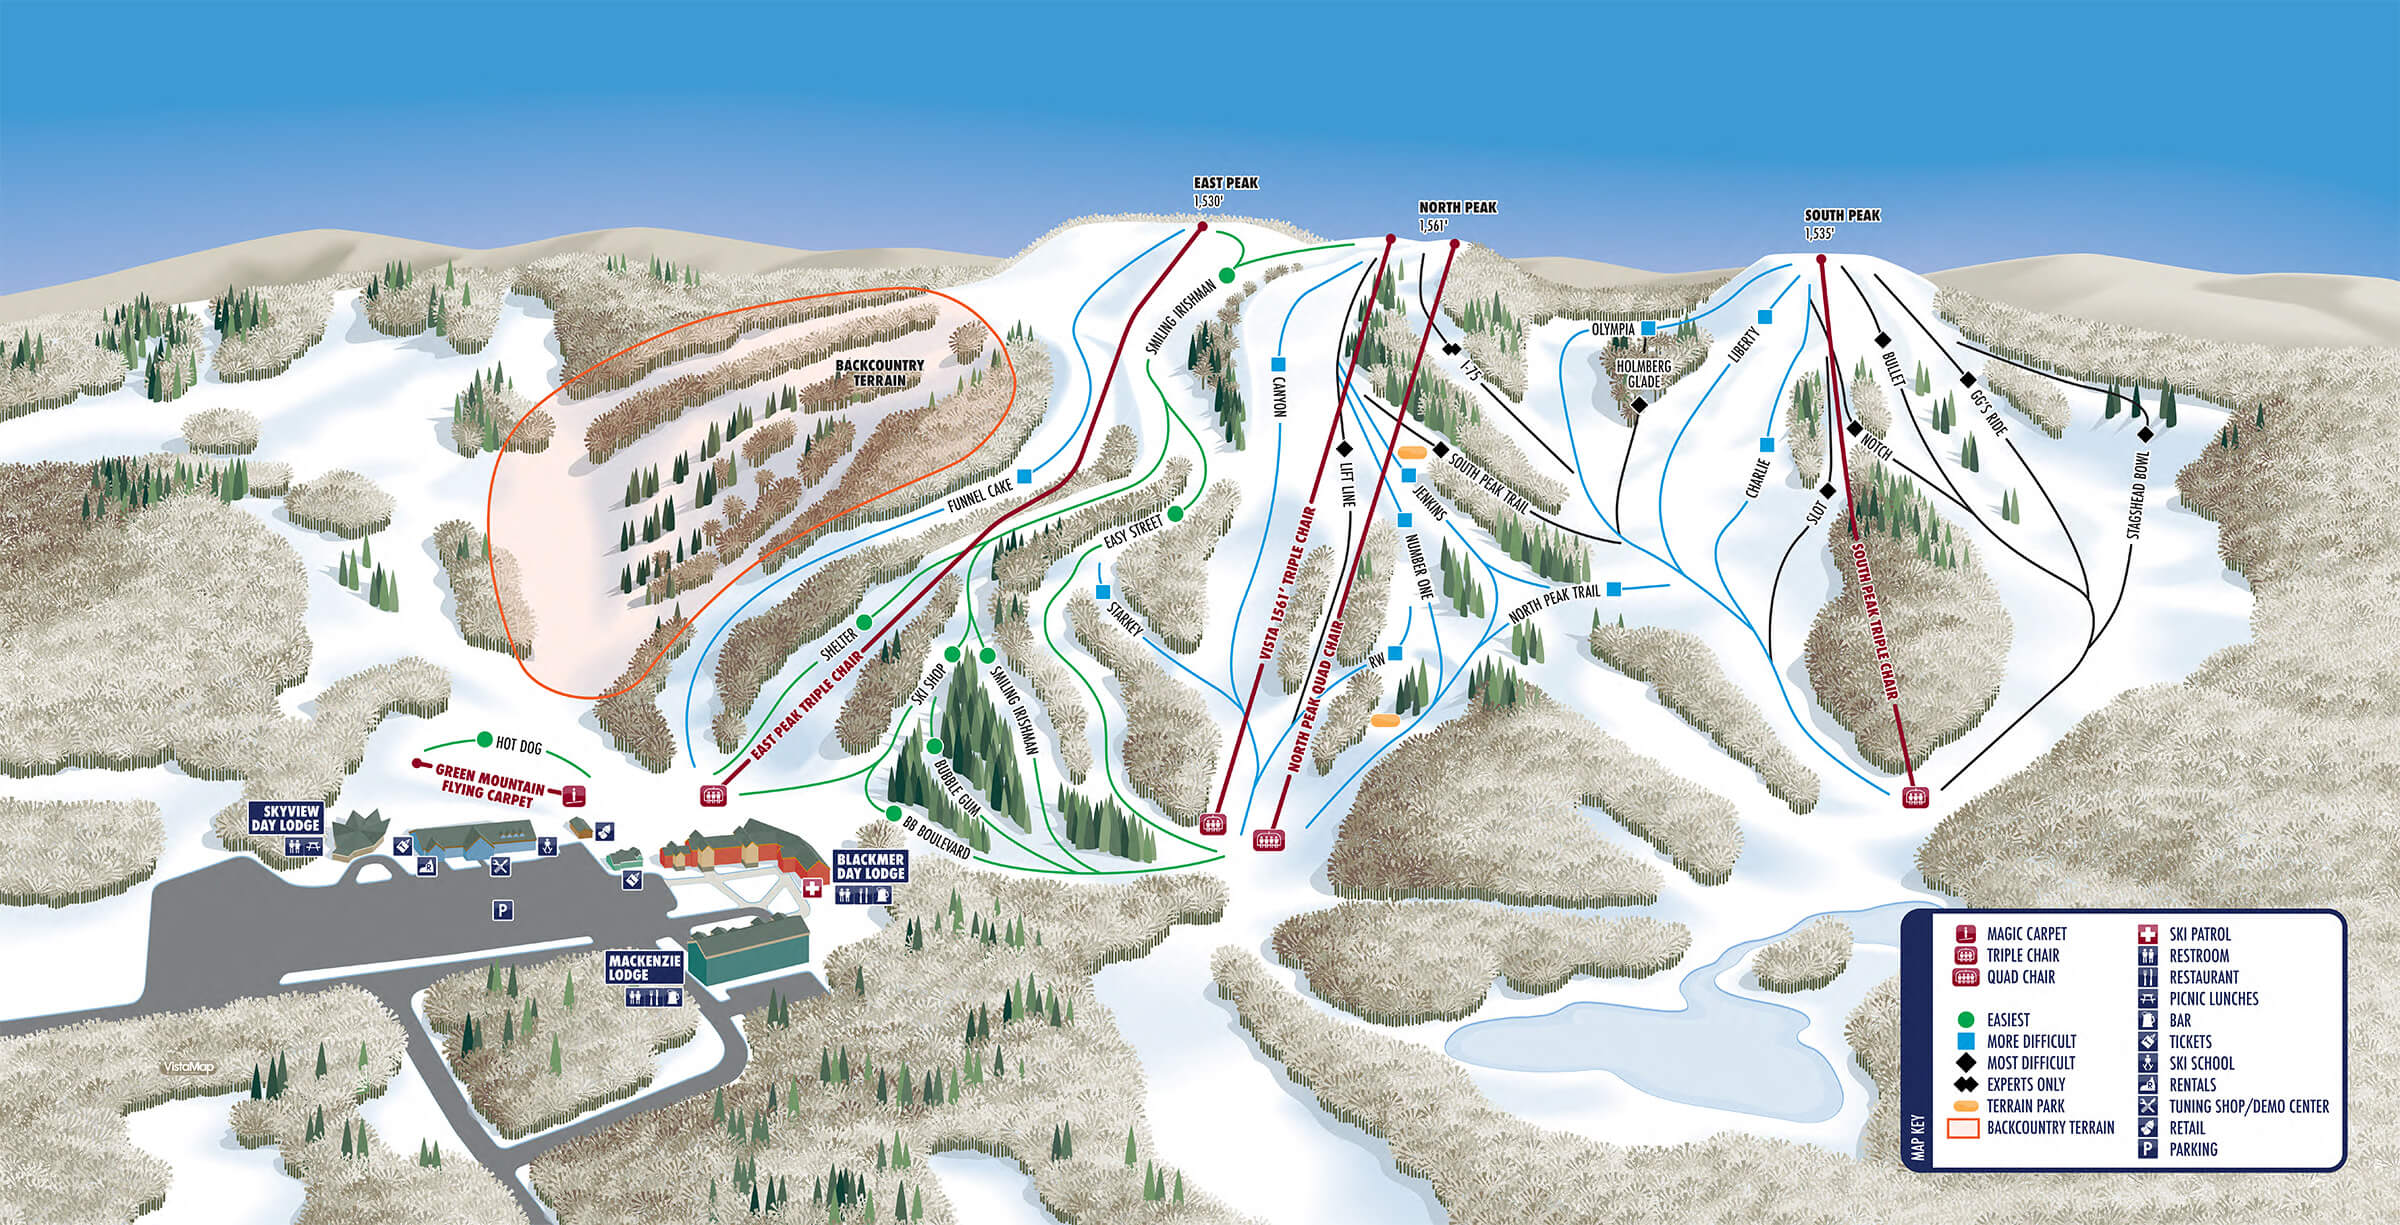 EAST PEAK
1,530'
NORTH PEAK
1,561'
SOUTH PEAK
1,535'
BACKCOUNTRY
TERRAIN
SMILING IRISHMAN
CANYON
I-75
OLYMPIA
HOLMBERG
GLADE
LIBERTY
BULLET
GG'S RIDE
FUNNEL CAKE
EASY STREET
LIFT LINE
JENKINS
SOUTH PEAK TRAIL
CHARLIE
NOTCH
SLOT
STAGSHEAD BOWL
NUMBER ONE
STARKEY
VISTA 1561' TRIPLE CHAIR
NORTH PEAK QUAD CHAIR
NORTH PEAK TRAIL
SOUTH PEAK TRIPLE CHAIR
RW
SHELTER
EAST PEAK TRIPLE CHAIR
SKI SHOP
SMILING IRISHMAN
BUBBLE GUM
BB BOULEVARD
HOT DOG
GREEN MOUNTAIN
FLYING CARPET
SKYVIEW
DAY LODGE
R
P
BLACKMER
DAY LODGE
MACKENZIE
LODGE
VistaMap
MAP KEY
MAGIC CARPET
TRIPLE CHAIR
QUAD CHAIR
EASIEST
MORE DIFFICULT
MOST DIFFICULT
EXPERTS ONLY
TERRAIN PARK
BACKCOUNTRY TERRAIN
SKI PATROL
RESTROOM
RESTAURANT
PICNIC LUNCHES
BAR
TICKETS
SKI SCHOOL
R RENTALS
TUNING SHOP/DEMO CENTER
RETAIL
P PARKING